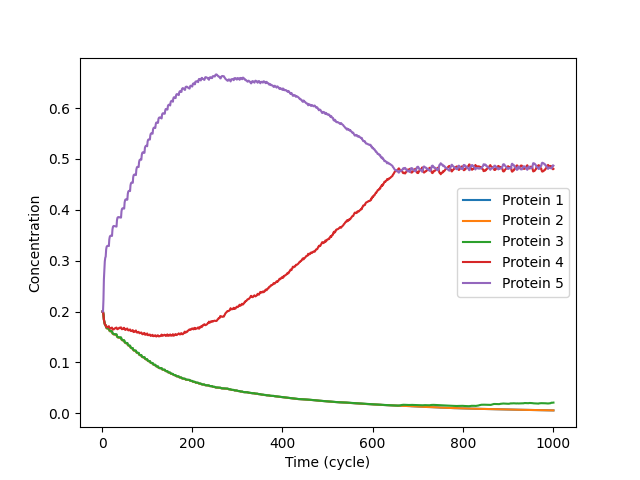 0.6
0.5
0.4
0.3
0.2
0.1
0.0
Concentration
Protein 1
Protein 2
Protein 3
Protein 4
Protein 5
0 200 400 600 800 1000
Time (cycle)